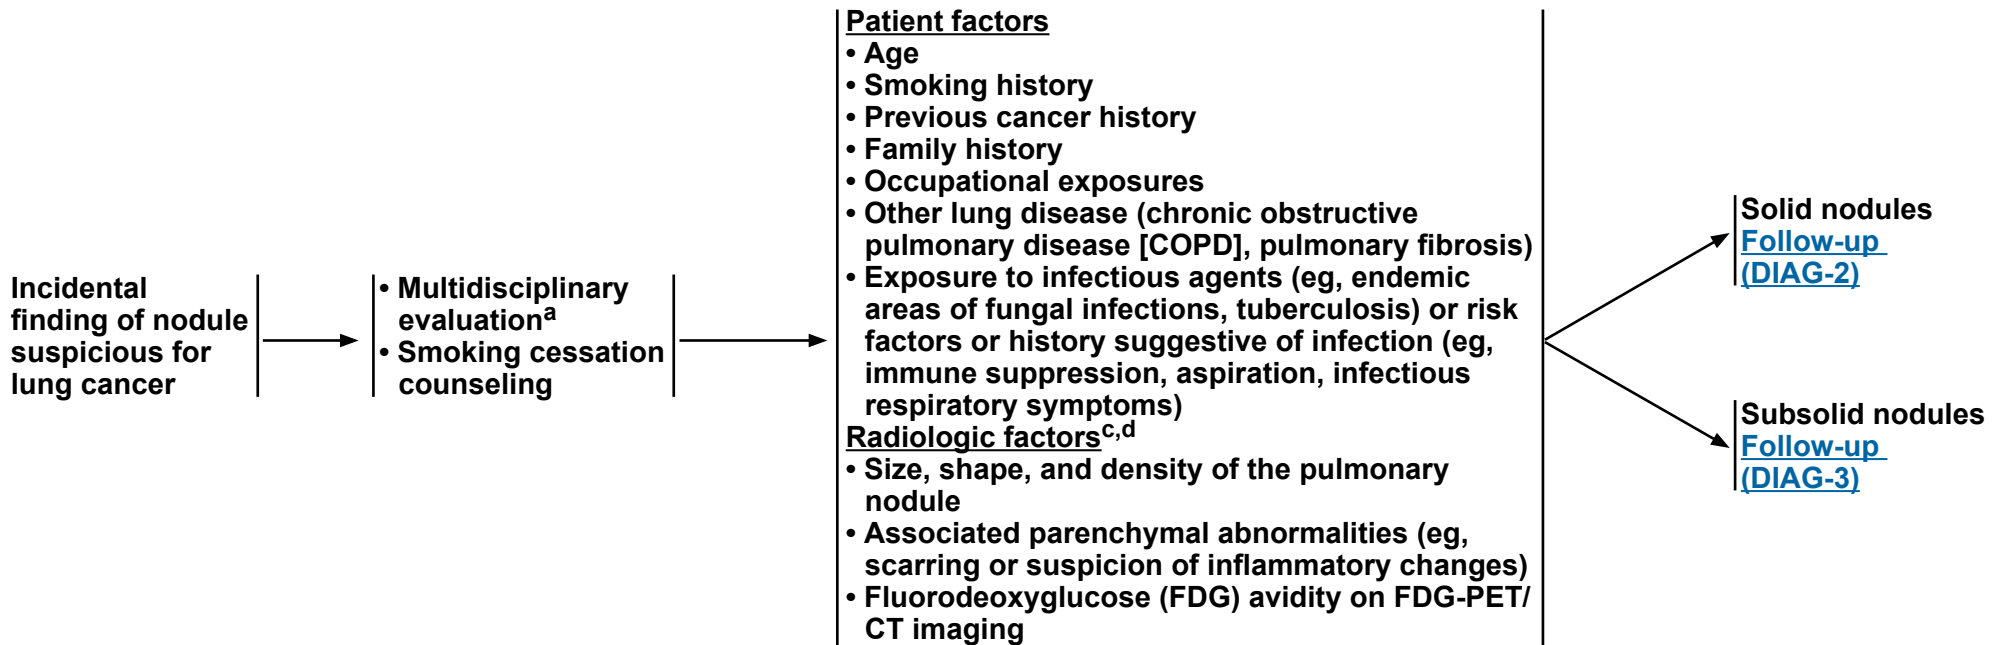 Incidental
finding of nodule
suspicious for
lung cancer
• Multidisciplinary
evaluationa
• Smoking cessation
counseling
Patient factors
• Age
• Smoking history
• Previous cancer history
• Family history
• Occupational exposures
• Other lung disease (chronic obstructive
pulmonary disease [COPD], pulmonary fibrosis)
• Exposure to infectious agents (eg, endemic
areas of fungal infections, tuberculosis) or risk
factors or history suggestive of infection (eg,
immune suppression, aspiration, infectious
respiratory symptoms)
Radiologic factorsc,d
• Size, shape, and density of the pulmonary
nodule
• Associated parenchymal abnormalities (eg,
scarring or suspicion of inflammatory changes)
• Fluorodeoxyglucose (FDG) avidity on FDG-PET/
CT imaging
Solid nodules
Follow-up
(DIAG-2)
Subsolid nodules
Follow-up
(DIAG-3)